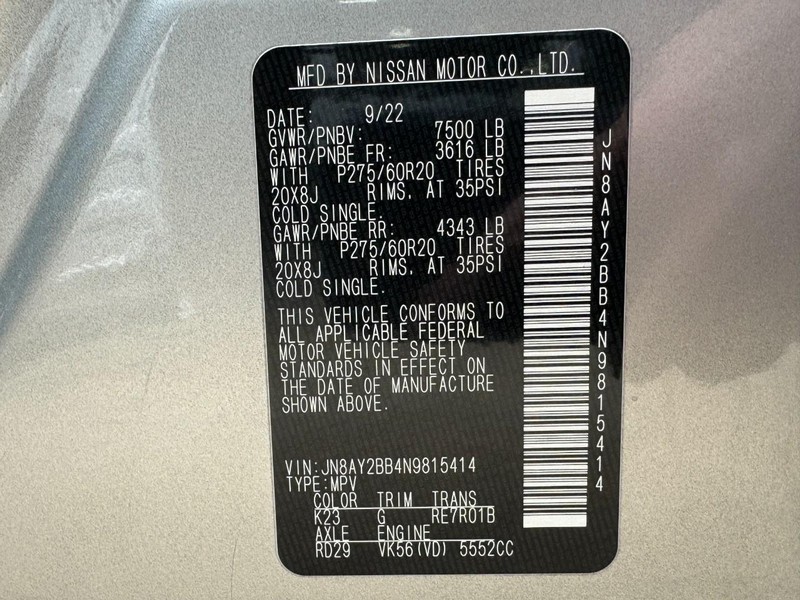 MFD BY NISSAN MOTOR CO.,LTD.
DATE: 9/22
GVWR/PNBV: 7500 LB
GAWR/PNBE FR: 3616 LB
WITH P275/60R20 TIRES
20X8J RIMS, AT 35PSI
COLD SINGLE.
GAWR/PNBE RR: 4343 LB
WITH P275/60R20 TIRES
20X8J RIMS, AT 35PSI
COLD SINGLE.
THIS VEHICLE CONFORMS TO
ALL APPLICABLE FEDERAL
MOTOR VEHICLE SAFETY
STANDARDS IN EFFECT ON
THE DATE OF MANUFACTURE
SHOWN ABOVE.
VIN:JN8AY2BB4N9815414
TYPE:MPV
COLOR TRIM TRANS
K23 G RE7R01B
AXLE ENGINE
RD29 VK56(VD) 5552CC
JN8AY2BB4N9815414